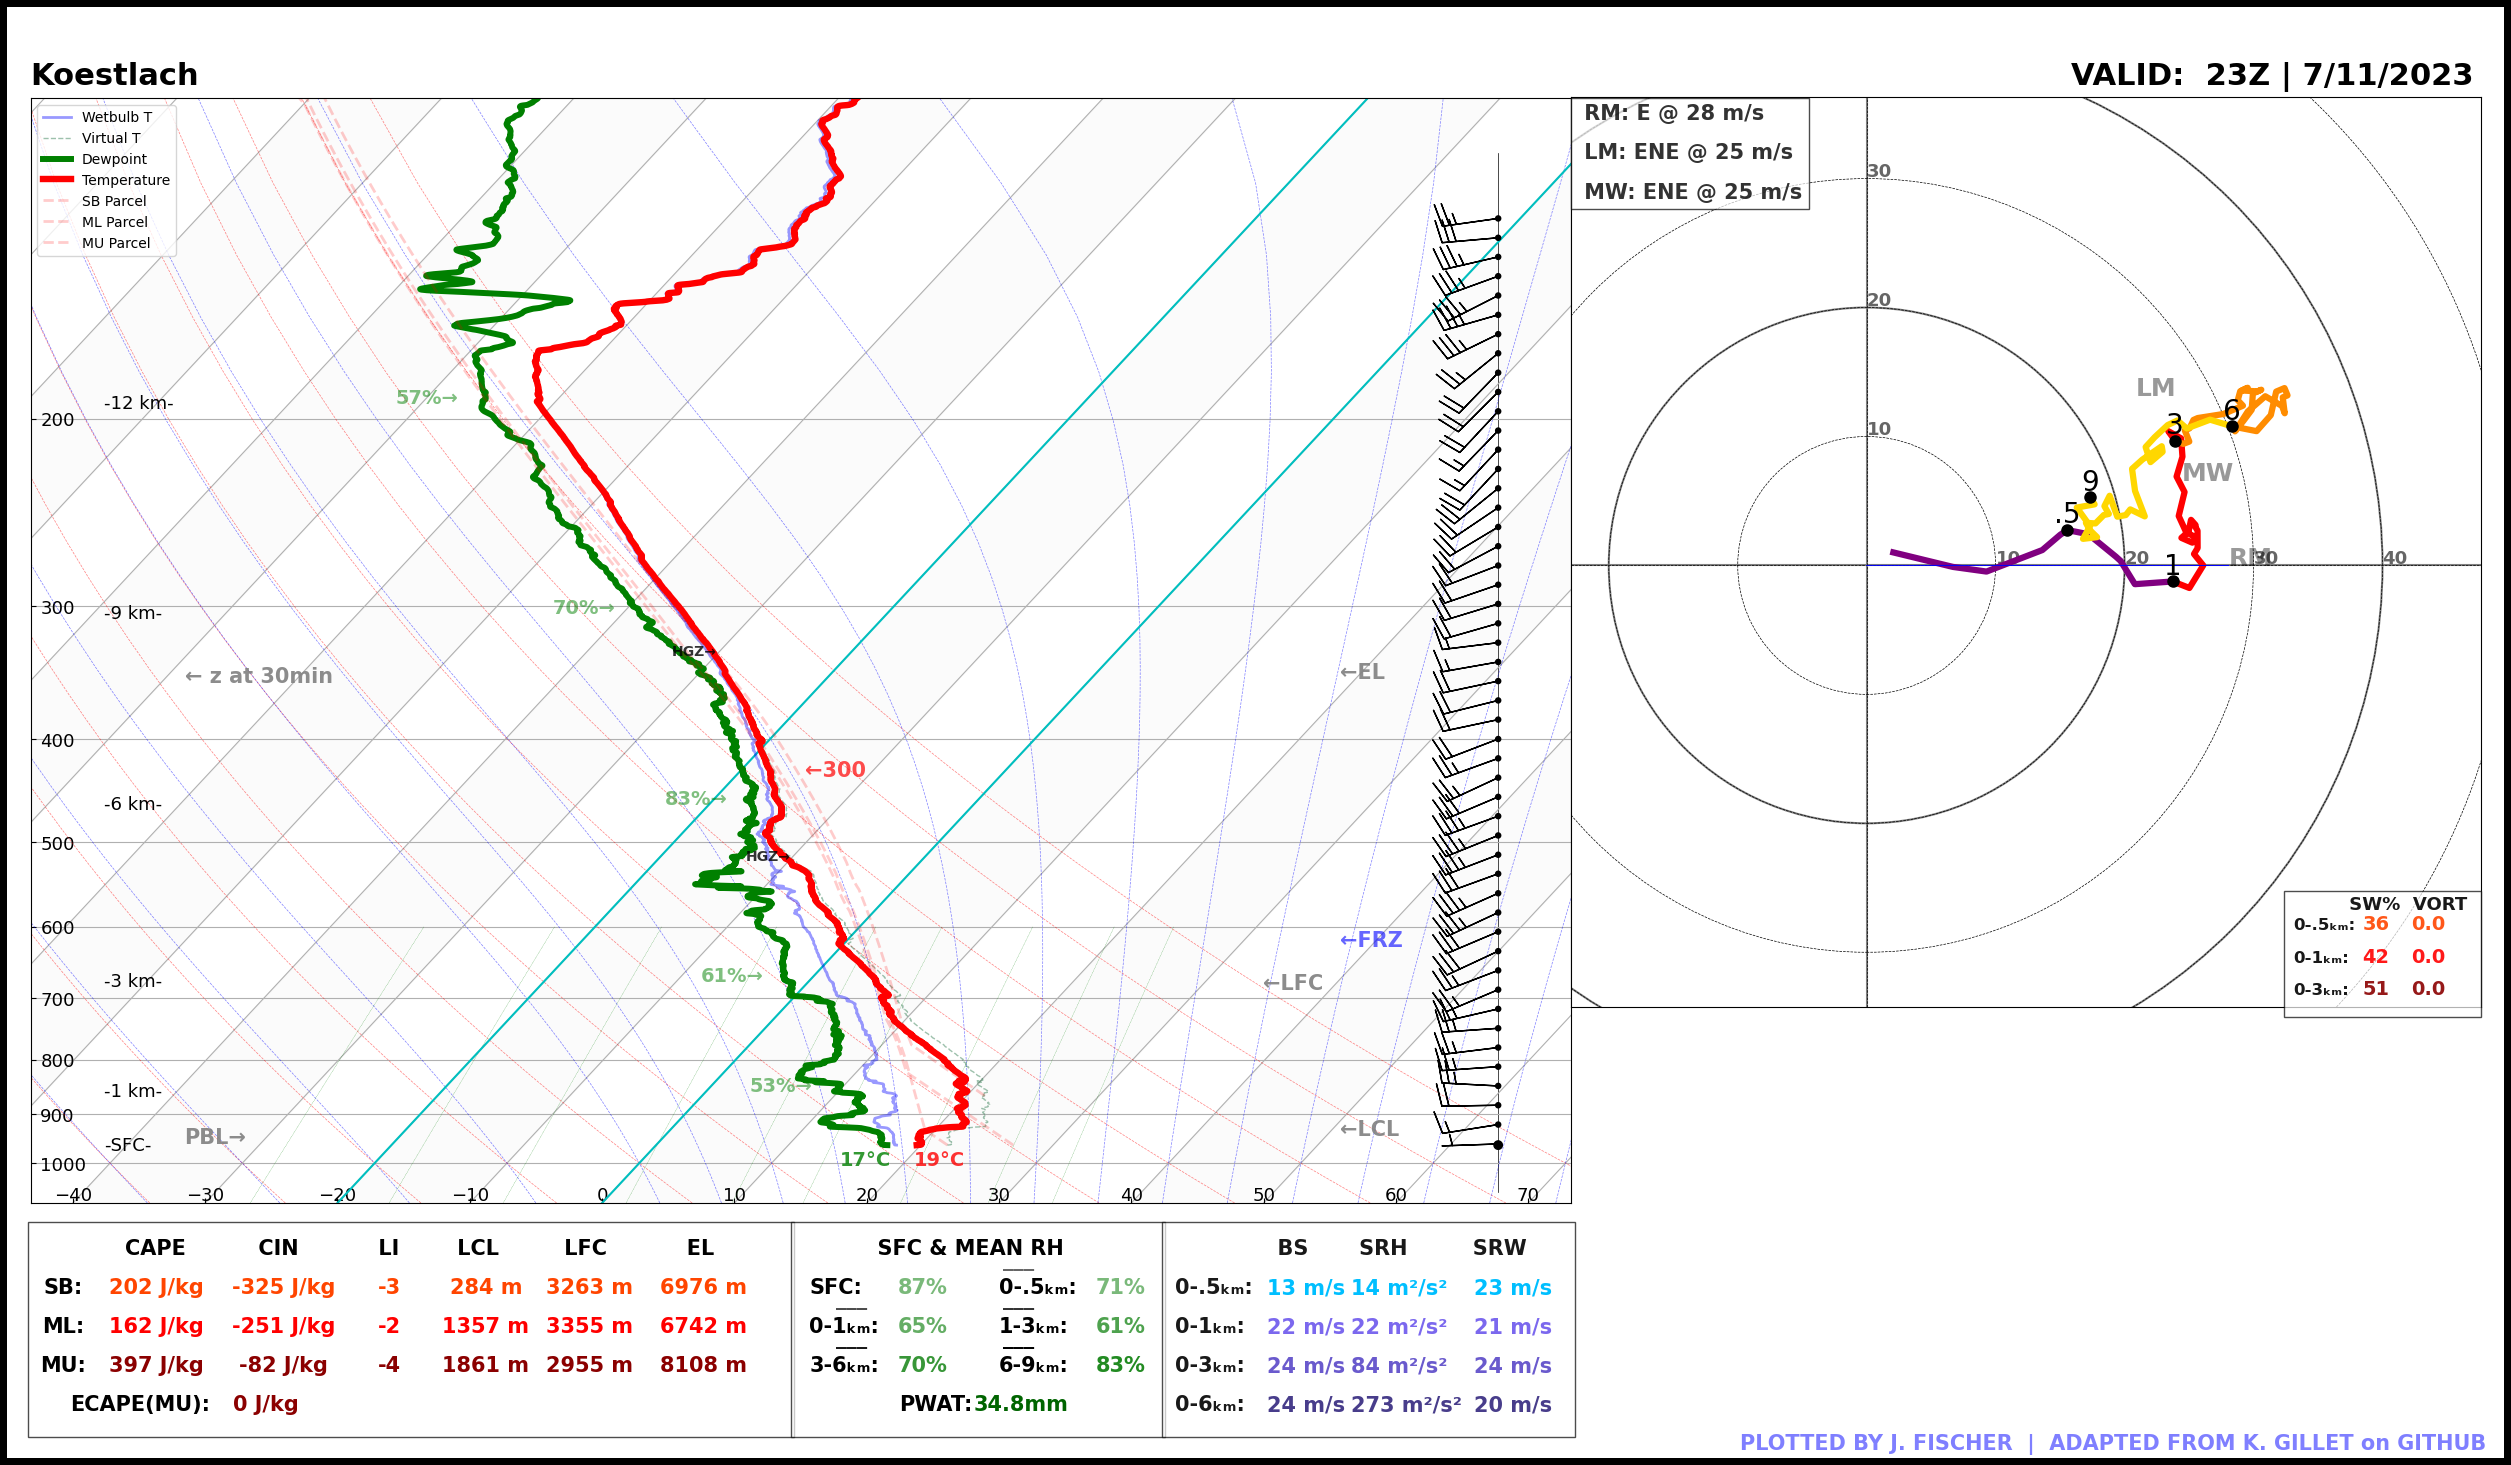 Koestlach
VALID: 23Z | 7/11/2023
Wetbulb T
Virtual T
Dewpoint
Temperature
SB Parcel
ML Parcel
MU Parcel
RM: E @ 28 m/s
LM: ENE @ 25 m/s
MW: ENE @ 25 m/s
30
20
10
10 20 30 40
LM
3
6
MW
9
.5
RM
1
57%→
200 -12 km-
300 -9 km-
70%→
HGZ→
← z at 30min
←EL
400
←300
83%→
-6 km-
500
HGZ→
600
←FRZ
61%→
-3 km-
←LFC
700
800
53%→
-1 km-
900
PBL→
←LCL
-SFC-
1000
17°C 19°C
−40 −30 −20 −10 0 10 20 30 40 50 60 70
SW% VORT
0-.5ₖₘ: 36 0.0
0-1ₖₘ: 42 0.0
0-3ₖₘ: 51 0.0
CAPE CIN LI LCL LFC EL
SB: 202 J/kg -325 J/kg -3 284 m 3263 m 6976 m
ML: 162 J/kg -251 J/kg -2 1357 m 3355 m 6742 m
MU: 397 J/kg -82 J/kg -4 1861 m 2955 m 8108 m
ECAPE(MU): 0 J/kg
SFC & MEAN RH
SFC: 87% 0-.5ₖₘ: 71%
0-1ₖₘ: 65% 1-3ₖₘ: 61%
3-6ₖₘ: 70% 6-9ₖₘ: 83%
PWAT: 34.8mm
BS SRH SRW
0-.5ₖₘ: 13 m/s 14 m²/s² 23 m/s
0-1ₖₘ: 22 m/s 22 m²/s² 21 m/s
0-3ₖₘ: 24 m/s 84 m²/s² 24 m/s
0-6ₖₘ: 24 m/s 273 m²/s² 20 m/s
PLOTTED BY J. FISCHER | ADAPTED FROM K. GILLET on GITHUB